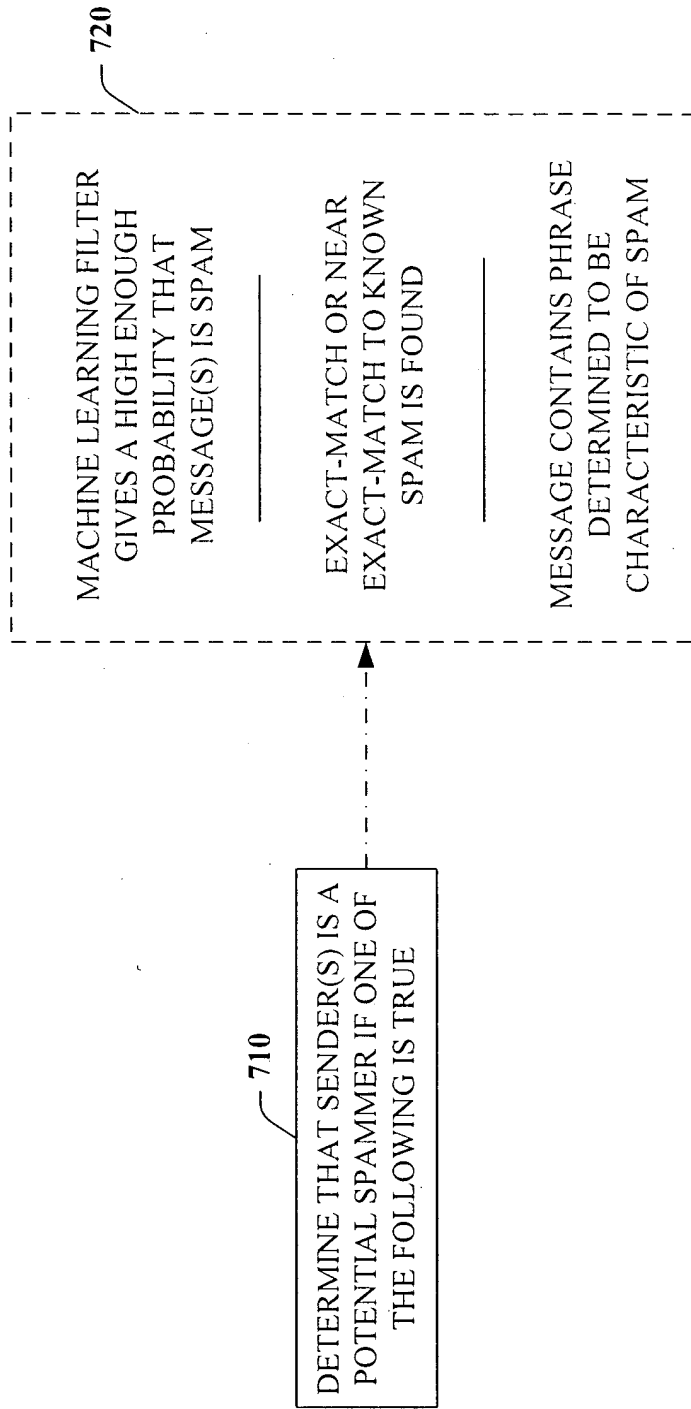 710
DETERMINE THAT SENDER(S) IS A
POTENTIAL SPAMMER IF ONE OF
THE FOLLOWING IS TRUE
720
MACHINE LEARNING FILTER
GIVES A HIGH ENOUGH
PROBABILITY THAT
MESSAGE(S) IS SPAM
EXACT-MATCH OR NEAR
EXACT-MATCH TO KNOWN
SPAM IS FOUND
MESSAGE CONTAINS PHRASE
DETERMINED TO BE
CHARACTERISTIC OF SPAM